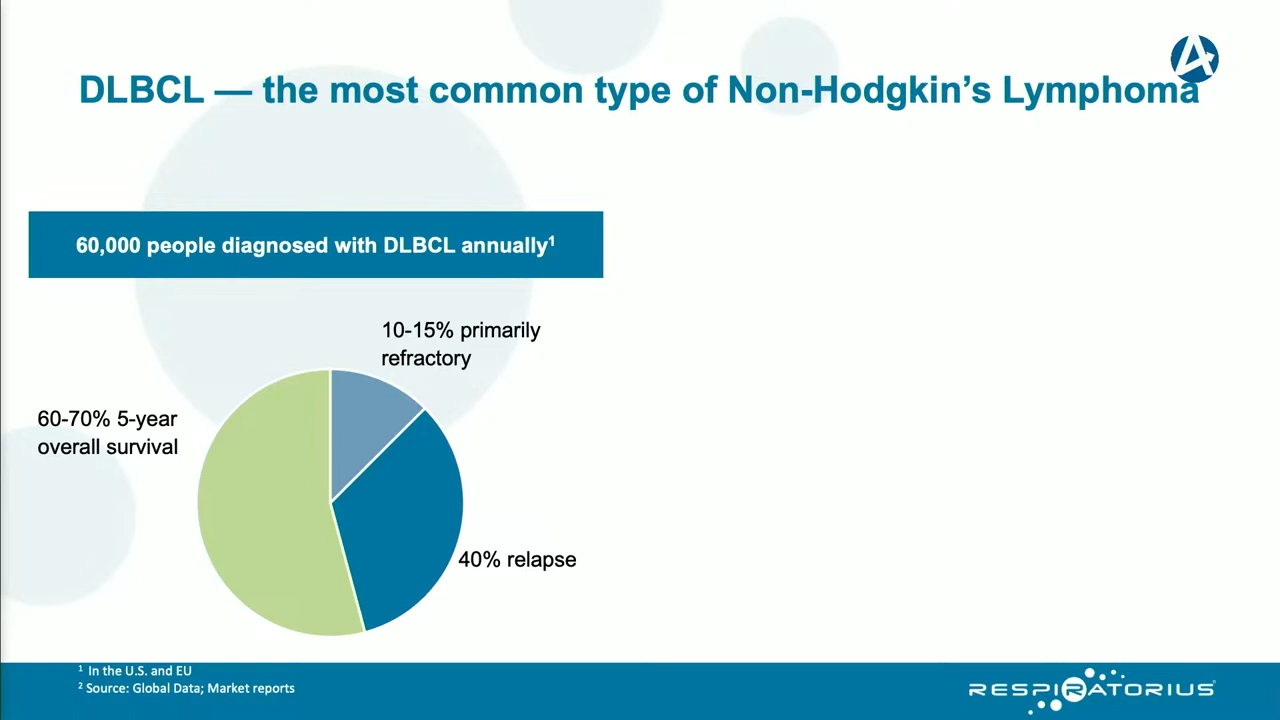 DLBCL — the most common type of Non-Hodgkin’s Lymphoma
60,000 people diagnosed with DLBCL annually¹
10-15% primarily
refractory
60-70% 5-year
overall survival
40% relapse
¹ In the U.S. and EU
² Source: Global Data; Market reports
RESPIRATORIUS